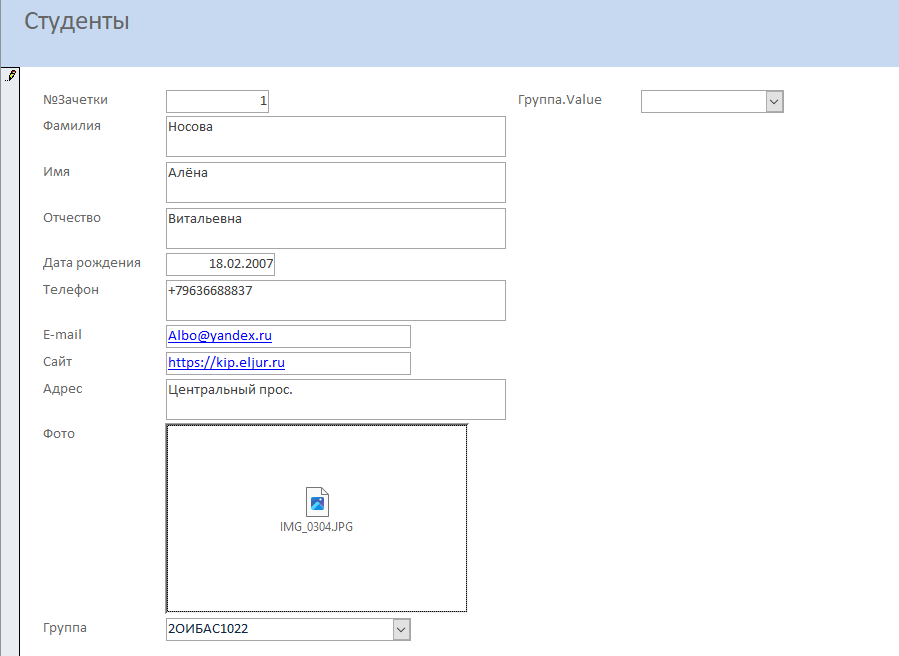 Студенты
№Зачетки 1 Группа.Value
Фамилия Носова
Имя Алёна
Отчество Витальевна
Дата рождения 18.02.2007
Телефон +79636688837
E-mail Albo@yandex.ru
Сайт https://kip.eljur.ru
Адрес Центральный прос.
Фото
IMG_0304.JPG
Группа 2ОИБАС1022